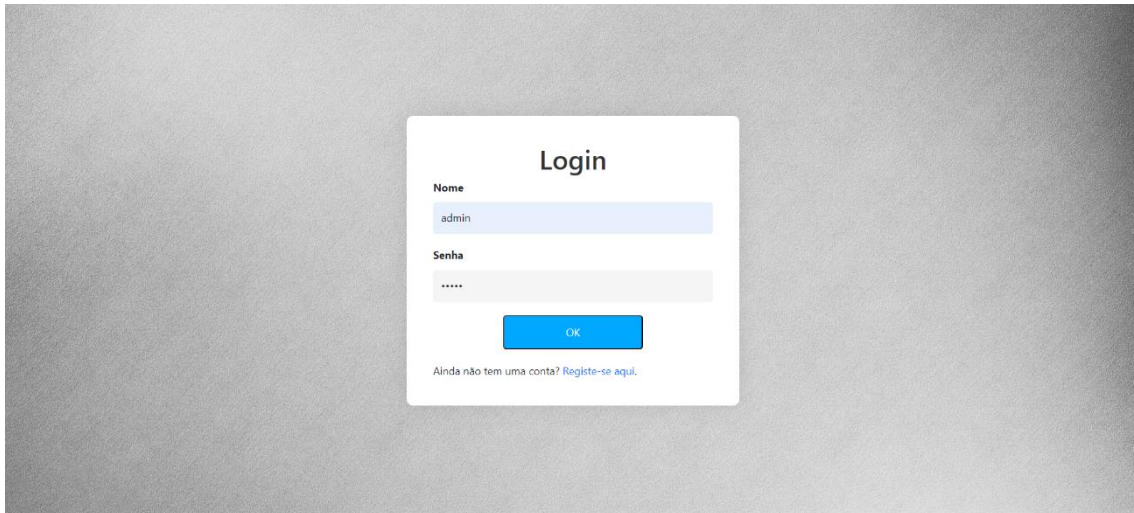 Login
Nome
admin
Senha
•••••
OK
Ainda não tem uma conta? Registe-se aqui.